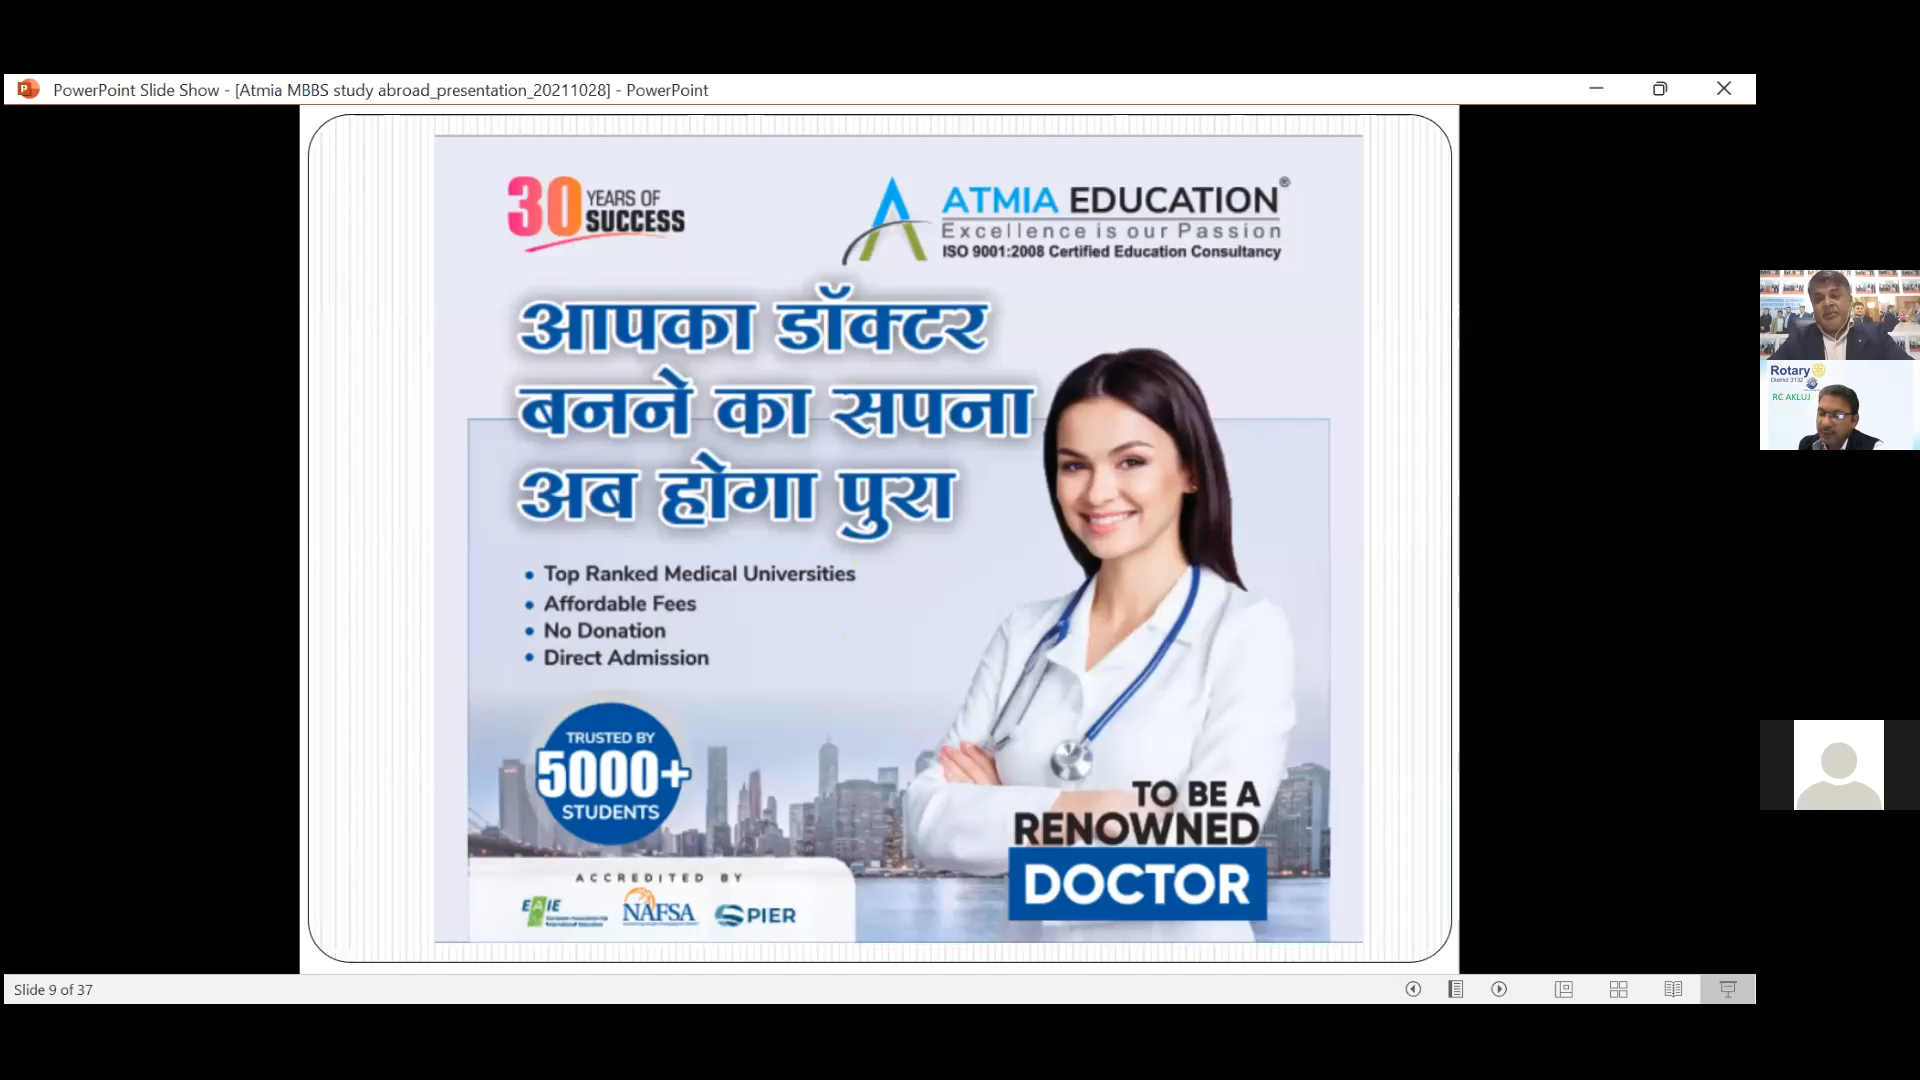 PowerPoint Slide Show - [Atmia MBBS study abroad_presentation_20211028] - PowerPoint
30 YEARS OF SUCCESS
ATMIA EDUCATION®
Excellence is our Passion
ISO 9001:2008 Certified Education Consultancy
आपका डॉक्टर
बनने का सपना
अब होगा पुरा
• Top Ranked Medical Universities
• Affordable Fees
• No Donation
• Direct Admission
TRUSTED BY
5000+
STUDENTS
TO BE A
RENOWNED
DOCTOR
ACCREDITED BY
EAIE
NAFSA
PIER
Rotary
District 3132
RC AKLUJ
Slide 9 of 37